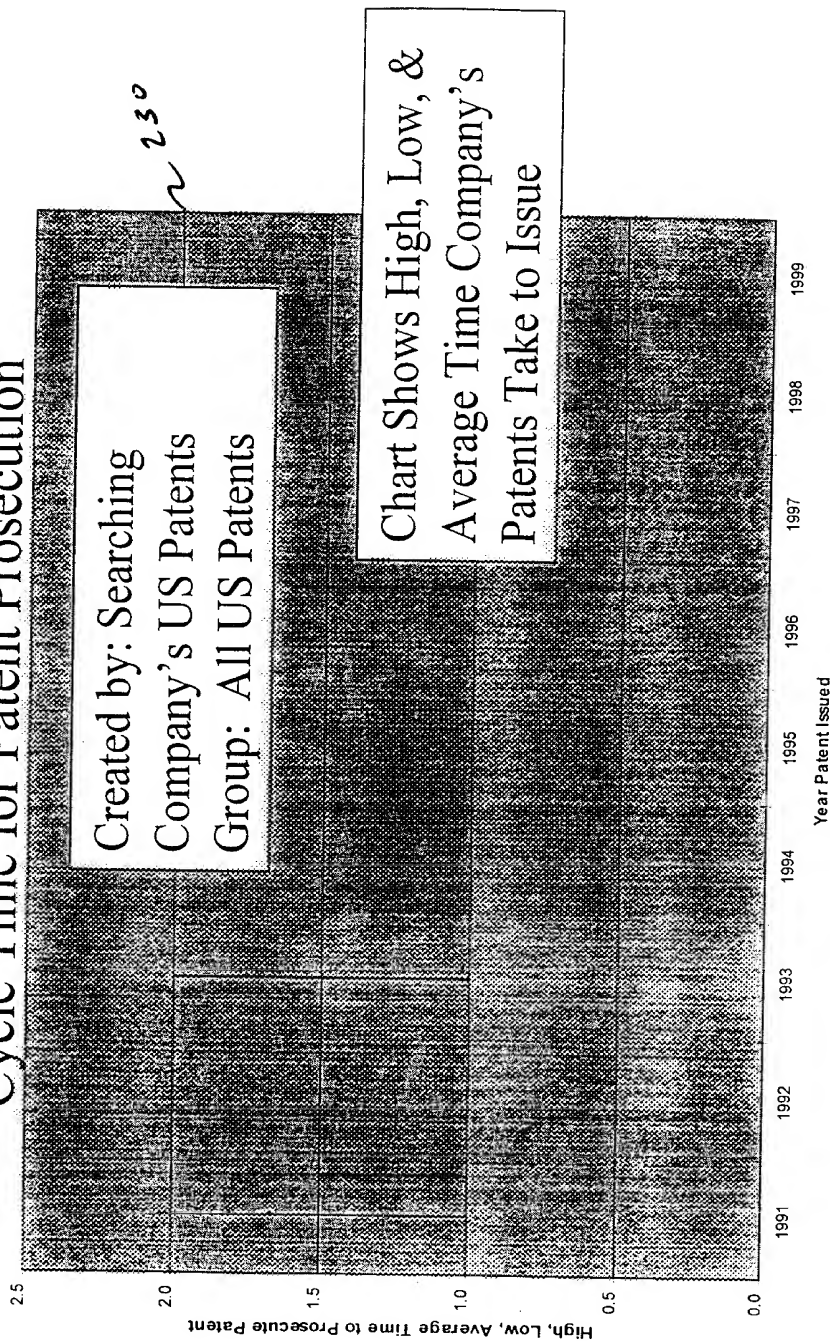 Cycle Time for Patent Prosecution
230
Created by: Searching
Company's US Patents
Group: All US Patents
Chart Shows High, Low, &
Average Time Company's
Patents Take to Issue
High, Low, Average Time to Prosecute Patent
2.5
2.0
1.5
1.0
0.5
0.0
1991
1992
1993
1994
1995
1996
1997
1998
1999
Year Patent Issued